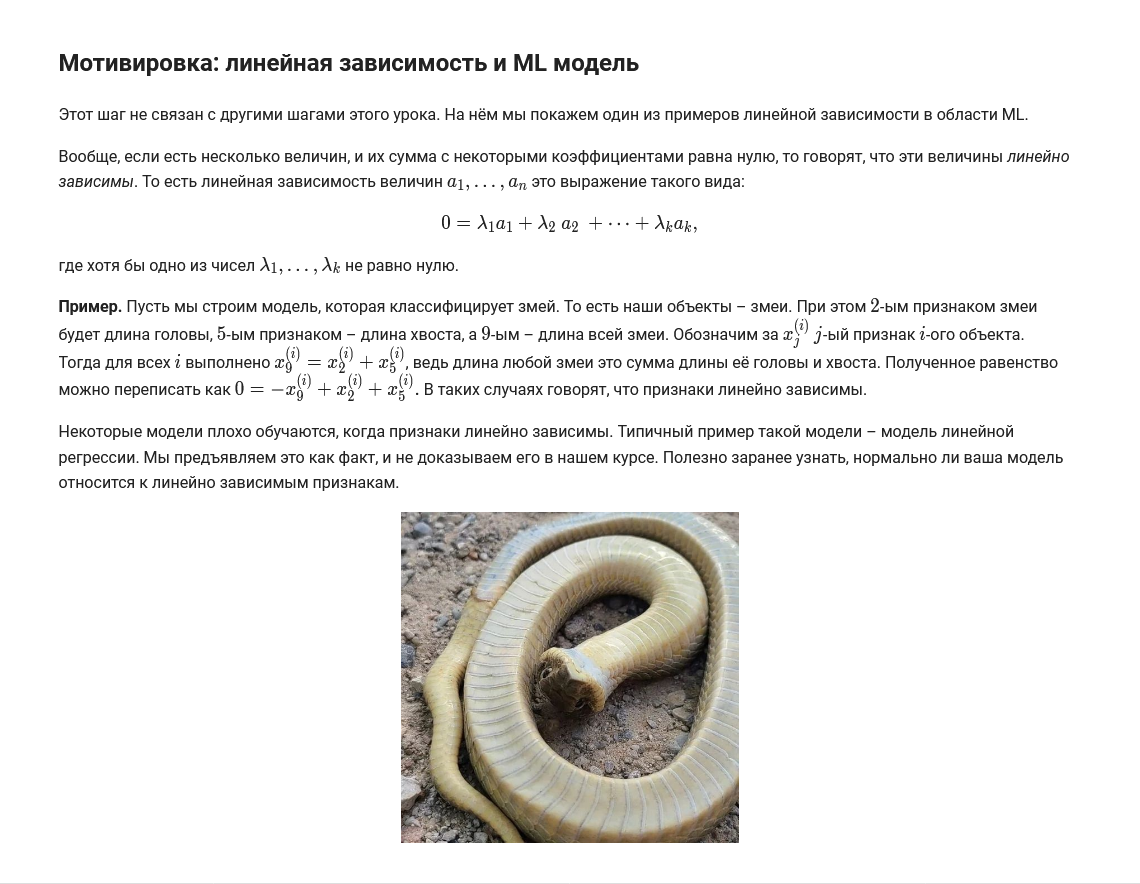 Мотивировка: линейная зависимость и ML модель
Этот шаг не связан с другими шагами этого урока. На нём мы покажем один из примеров линейной зависимости в области ML.
Вообще, если есть несколько величин, и их сумма с некоторыми коэффициентами равна нулю, то говорят, что эти величины линейно
зависимы. То есть линейная зависимость величин $a_1, \ldots, a_n$ это выражение такого вида:
$0 = \lambda_1 a_1 + \lambda_2 \ a_2 \ + \cdots + \lambda_k a_k,$
где хотя бы одно из чисел $\lambda_1, \ldots, \lambda_k$ не равно нулю.
Пример. Пусть мы строим модель, которая классифицирует змей. То есть наши объекты – змеи. При этом 2-ым признаком змеи
будет длина головы, 5-ым признаком – длина хвоста, а 9-ым – длина всей змеи. Обозначим за $x_j^{(i)}$ $j$-ый признак $i$-ого объекта.
Тогда для всех $i$ выполнено $x_9^{(i)} = x_2^{(i)} + x_5^{(i)}$, ведь длина любой змеи это сумма длины её головы и хвоста. Полученное равенство
можно переписать как $0 = -x_9^{(i)} + x_2^{(i)} + x_5^{(i)}$. В таких случаях говорят, что признаки линейно зависимы.
Некоторые модели плохо обучаются, когда признаки линейно зависимы. Типичный пример такой модели – модель линейной
регрессии. Мы предъявляем это как факт, и не доказываем его в нашем курсе. Полезно заранее узнать, нормально ли ваша модель
относится к линейно зависимым признакам.